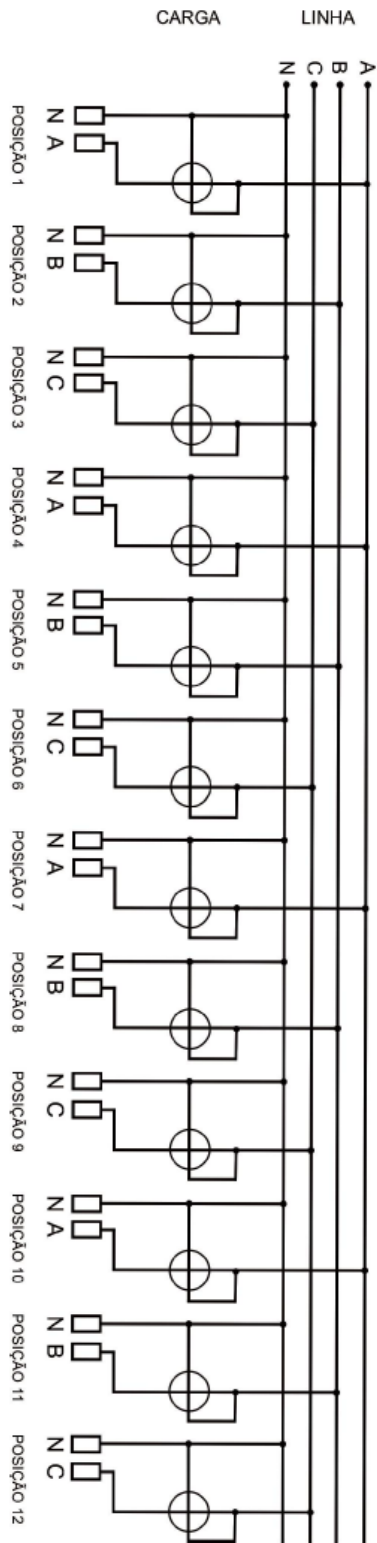 CARGA LINHA
N C B A
N A
POSIÇÃO 1
N B
POSIÇÃO 2
N C
POSIÇÃO 3
N A
POSIÇÃO 4
N B
POSIÇÃO 5
N C
POSIÇÃO 6
N A
POSIÇÃO 7
N B
POSIÇÃO 8
N C
POSIÇÃO 9
N A
POSIÇÃO 10
N B
POSIÇÃO 11
N C
POSIÇÃO 12